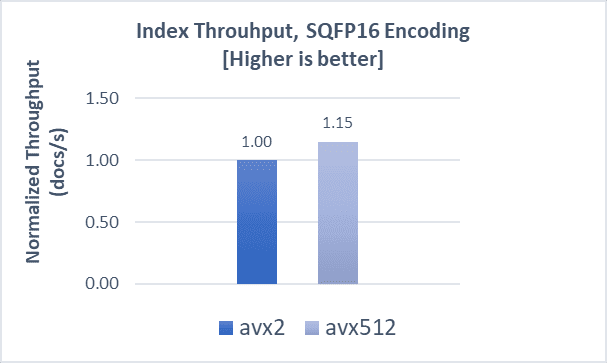 Index Throuhput, SQFP16 Encoding
[Higher is better]
Normalized Throughput
(docs/s)
1.50
1.00
0.50
0.00
1.00
1.15
avx2
avx512